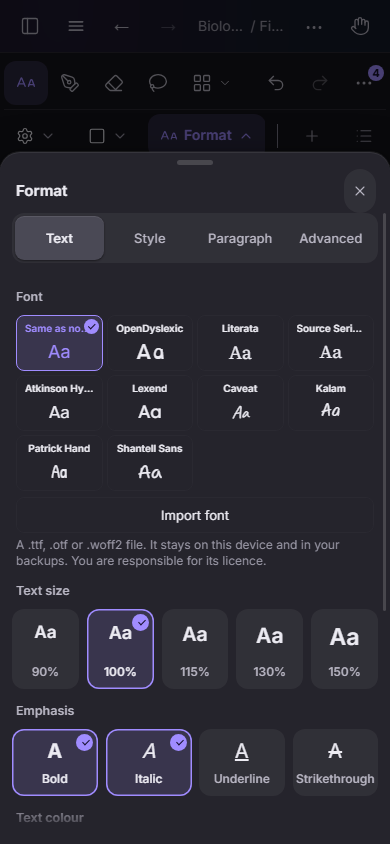 Biolo... / Fi...
AA
4
AA Format
Format
Text Style Paragraph Advanced
Font
Same as no... OpenDyslexic Literata Source Seri...
Aa Aa Aa Aa
Atkinson Hy... Lexend Caveat Kalam
Aa Aa Aa Aa
Patrick Hand Shantell Sans
Aa Aa
Import font
A .ttf, .otf or .woff2 file. It stays on this device and in your
backups. You are responsible for its licence.
Text size
Aa Aa Aa Aa Aa
90% 100% 115% 130% 150%
Emphasis
A A A A
Bold Italic Underline Strikethrough
Text colour